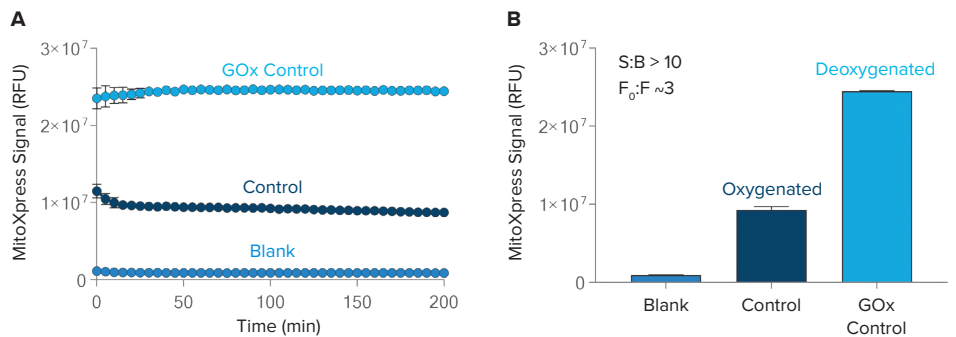 A
MitoXpress Signal (RFU)
3×10⁷
2×10⁷
1×10⁷
0
GOx Control
Control
Blank
0 50 100 150 200
Time (min)
B
MitoXpress Signal (RFU)
3×10⁷
2×10⁷
1×10⁷
0
S:B > 10
F₀:F ~3
Deoxygenated
Oxygenated
Blank Control GOx
Control